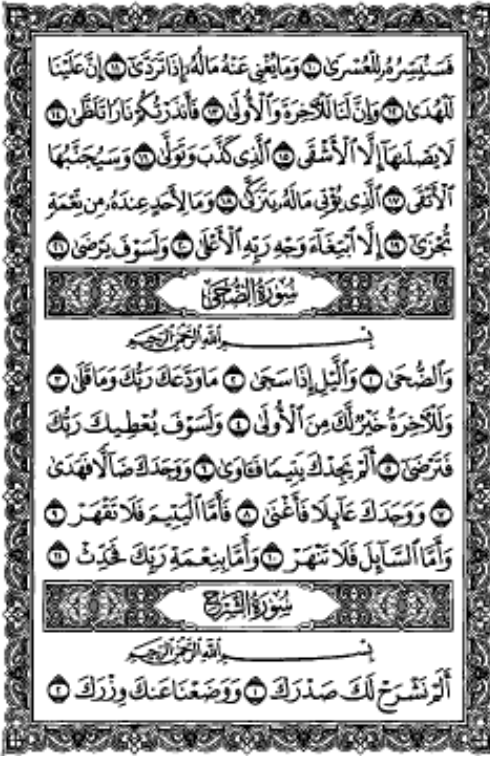 فَسَنُيَسِّرُهُۥ لِلْعُسْرَىٰ ١٠ وَمَا يُغْنِى عَنْهُ مَالُهُۥٓ إِذَا تَرَدَّىٰٓ ١١ إِنَّ عَلَيْنَا
لَلْهُدَىٰ ١٢ وَإِنَّ لَنَا لَلْـَٔاخِرَةَ وَٱلْأُولَىٰ ١٣ فَأَنذَرْتُكُمْ نَارًا تَلَظَّىٰ ١٤
لَا يَصْلَىٰهَآ إِلَّا ٱلْأَشْقَى ١٥ ٱلَّذِى كَذَّبَ وَتَوَلَّىٰ ١٦ وَسَيُجَنَّبُهَا
ٱلْأَتْقَى ١٧ ٱلَّذِى يُؤْتِى مَالَهُۥ يَتَزَكَّىٰ ١٨ وَمَا لِأَحَدٍ عِندَهُۥ مِن نِّعْمَةٍ
تُجْزَىٰٓ ١٩ إِلَّا ٱبْتِغَآءَ وَجْهِ رَبِّهِ ٱلْأَعْلَىٰ ٢٠ وَلَسَوْفَ يَرْضَىٰ ٢١
سُورَةُ الضُّحَىٰ
بِسْمِ ٱللَّهِ ٱلرَّحْمَٰنِ ٱلرَّحِيمِ
وَٱلضُّحَىٰ ١ وَٱلَّيْلِ إِذَا سَجَىٰ ٢ مَا وَدَّعَكَ رَبُّكَ وَمَا قَلَىٰ ٣
وَلَلْـَٔاخِرَةُ خَيْرٌ لَّكَ مِنَ ٱلْأُولَىٰ ٤ وَلَسَوْفَ يُعْطِيكَ رَبُّكَ
فَتَرْضَىٰٓ ٥ أَلَمْ يَجِدْكَ يَتِيمًا فَـَٔاوَىٰ ٦ وَوَجَدَكَ ضَآلًّا فَهَدَىٰ
٧ وَوَجَدَكَ عَآئِلًا فَأَغْنَىٰ ٨ فَأَمَّا ٱلْيَتِيمَ فَلَا تَقْهَرْ ٩
وَأَمَّا ٱلسَّآئِلَ فَلَا تَنْهَرْ ١٠ وَأَمَّا بِنِعْمَةِ رَبِّكَ فَحَدِّثْ ١١
سُورَةُ الشَّرْحِ
بِسْمِ ٱللَّهِ ٱلرَّحْمَٰنِ ٱلرَّحِيمِ
أَلَمْ نَشْرَحْ لَكَ صَدْرَكَ ١ وَوَضَعْنَا عَنكَ وِزْرَكَ ٢